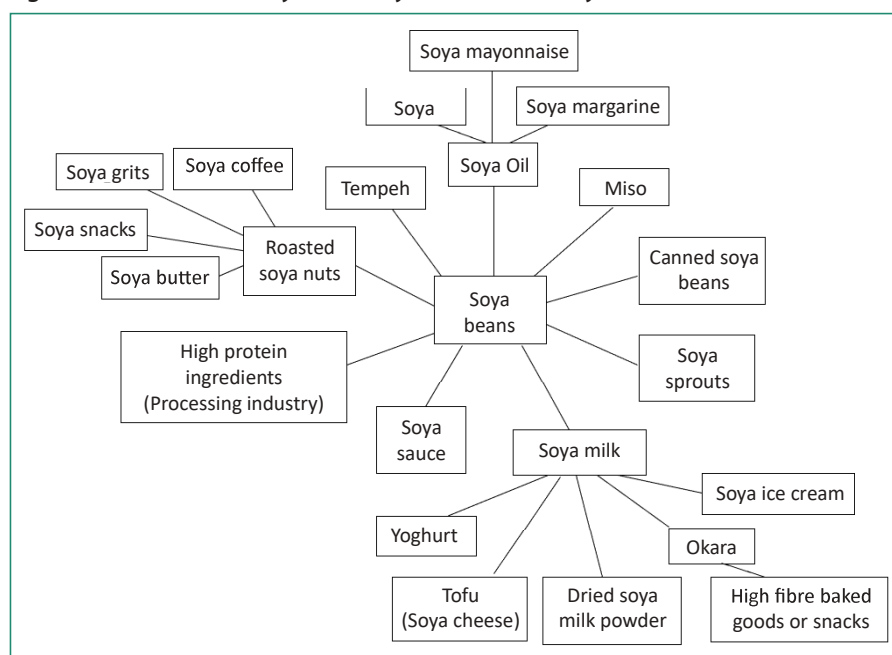 Soya mayonnaise
Soya
Soya margarine
Soya Oil
Soya grits
Soya coffee
Tempeh
Miso
Soya snacks
Roasted
soya nuts
Soya butter
Canned soya
beans
Soya
beans
High protein
ingredients
(Processing industry)
Soya
sprouts
Soya
sauce
Soya milk
Soya ice cream
Yoghurt
Okara
Tofu
(Soya cheese)
Dried soya
milk powder
High fibre baked
goods or snacks